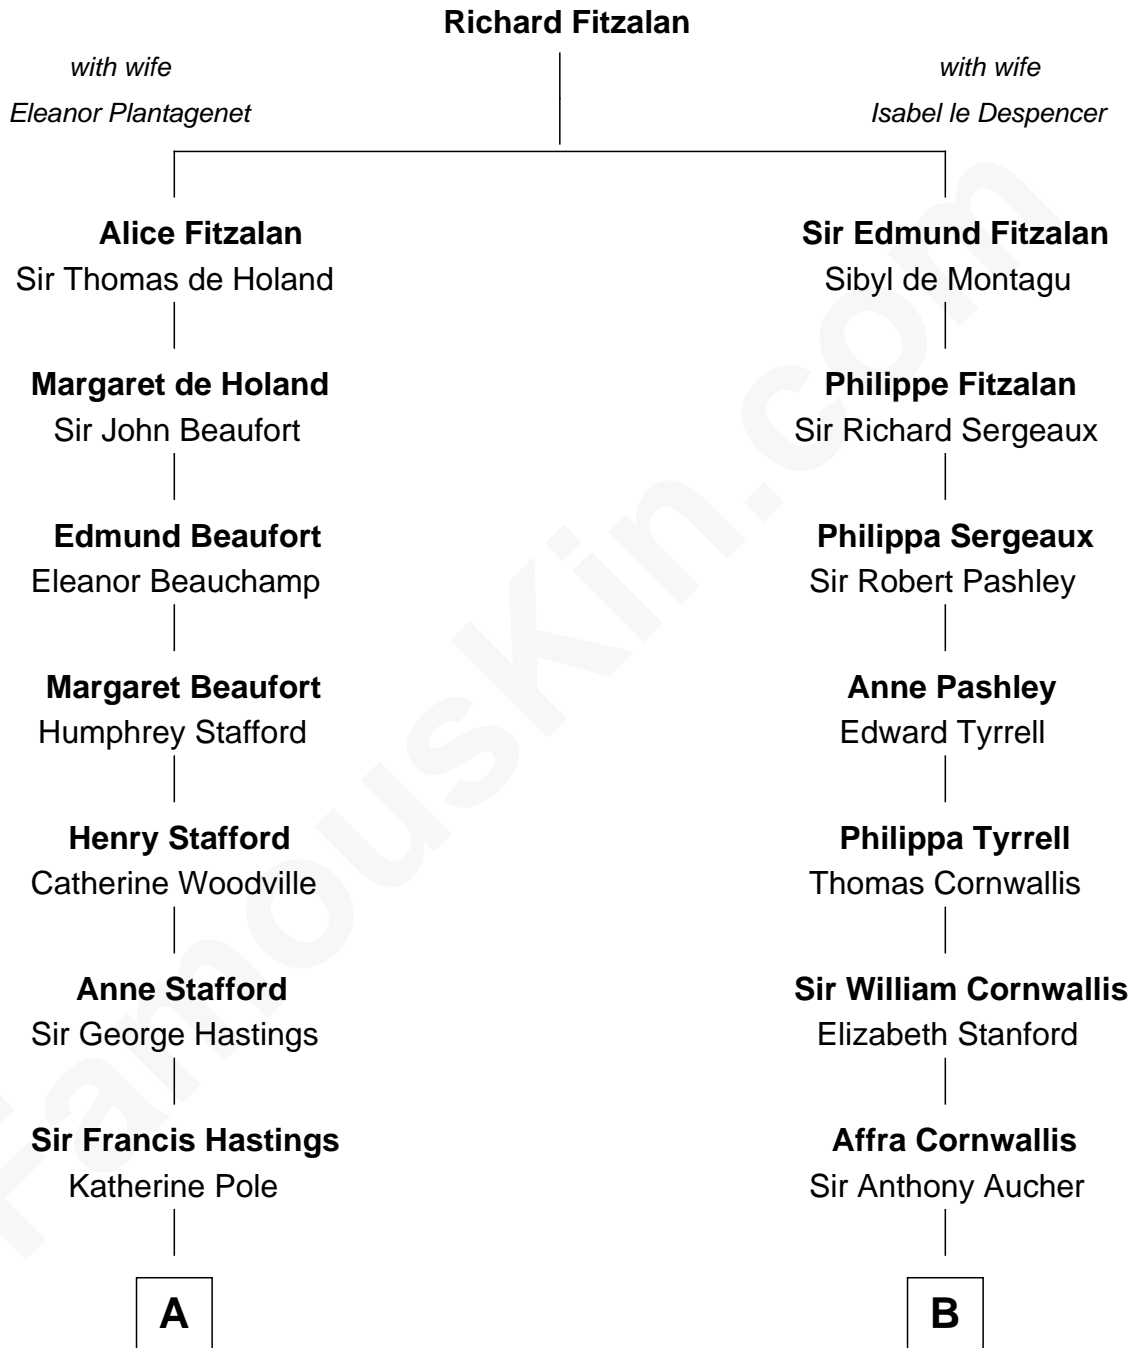 Richard Fitzalan
with wife
Eleanor Plantagenet
with wife
Isabel le Despencer
Alice Fitzalan
Sir Thomas de Holand
Sir Edmund Fitzalan
Sibyl de Montagu
Margaret de Holand
Sir John Beaufort
Philippe Fitzalan
Sir Richard Sergeaux
Edmund Beaufort
Eleanor Beauchamp
Philippa Sergeaux
Sir Robert Pashley
Margaret Beaufort
Humphrey Stafford
Anne Pashley
Edward Tyrrell
Henry Stafford
Catherine Woodville
Philippa Tyrrell
Thomas Cornwallis
Anne Stafford
Sir George Hastings
Sir William Cornwallis
Elizabeth Stanford
Sir Francis Hastings
Katherine Pole
Affra Cornwallis
Sir Anthony Aucher
A
B
FamousKin.com